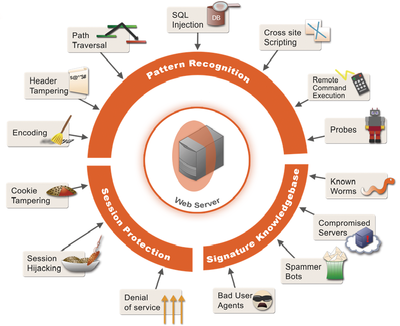 SQL
Injection
DB
Path
Traversal
Cross site
Scripting
Pattern Recognition
Header
Tampering
Remote
Command
Execution
Encoding
Probes
Web Server
Cookie
Tampering
Known
Worms
Session Protection
Signature Knowledgebase
Session
Hijacking
Compromised
Servers
Spammer
Bots
Denial
of service
Bad User
Agents